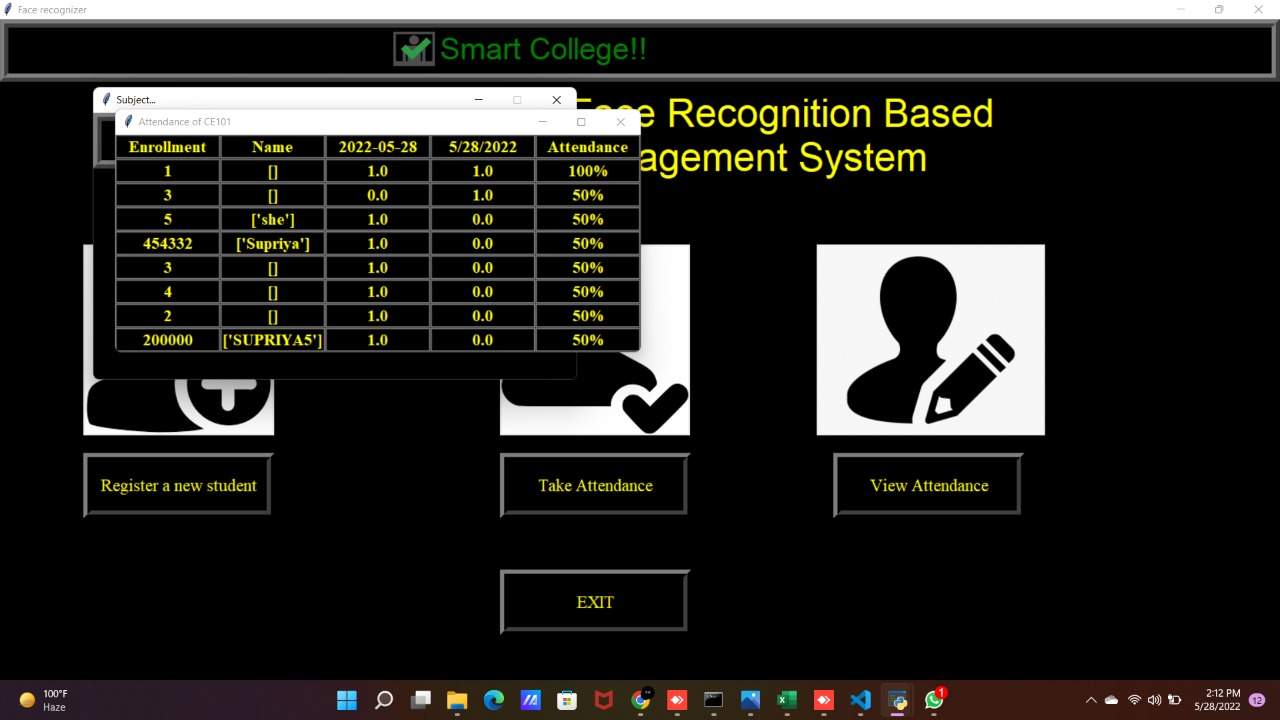 Face recognizer
Smart College!!
Subject...
Attendance of CE101
Enrollment Name 2022-05-28 5/28/2022 Attendance
1 [] 1.0 1.0 100%
3 [] 0.0 1.0 50%
5 ['she'] 1.0 0.0 50%
454332 ['Supriya'] 1.0 0.0 50%
3 [] 1.0 0.0 50%
4 [] 1.0 0.0 50%
2 [] 1.0 0.0 50%
200000 ['SUPRIYA5'] 1.0 0.0 50%
Recognition Based
agement System
Register a new student
Take Attendance
View Attendance
EXIT
100°F
Haze
1
2:12 PM
5/28/2022
12